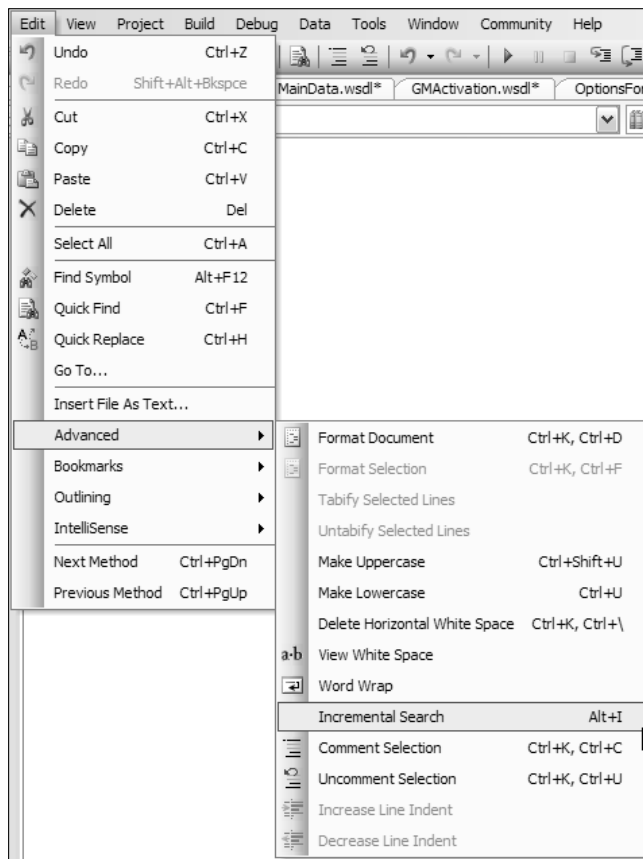 Edit View Project Build Debug Data Tools Window Community Help
MainData.wsdl* GMActivation.wsdl* OptionsFor
Undo Ctrl+Z
Redo Shift+Alt+Bkspce
Cut Ctrl+X
Copy Ctrl+C
Paste Ctrl+V
Delete Del
Select All Ctrl+A
Find Symbol Alt+F12
Quick Find Ctrl+F
Quick Replace Ctrl+H
Go To...
Insert File As Text...
Advanced
Bookmarks
Outlining
IntelliSense
Next Method Ctrl+PgDn
Previous Method Ctrl+PgUp
Format Document Ctrl+K, Ctrl+D
Format Selection Ctrl+K, Ctrl+F
Tabify Selected Lines
Untabify Selected Lines
Make Uppercase Ctrl+Shift+U
Make Lowercase Ctrl+U
Delete Horizontal White Space Ctrl+K, Ctrl+\
a·b View White Space
Word Wrap
Incremental Search Alt+I
Comment Selection Ctrl+K, Ctrl+C
Uncomment Selection Ctrl+K, Ctrl+U
Increase Line Indent
Decrease Line Indent